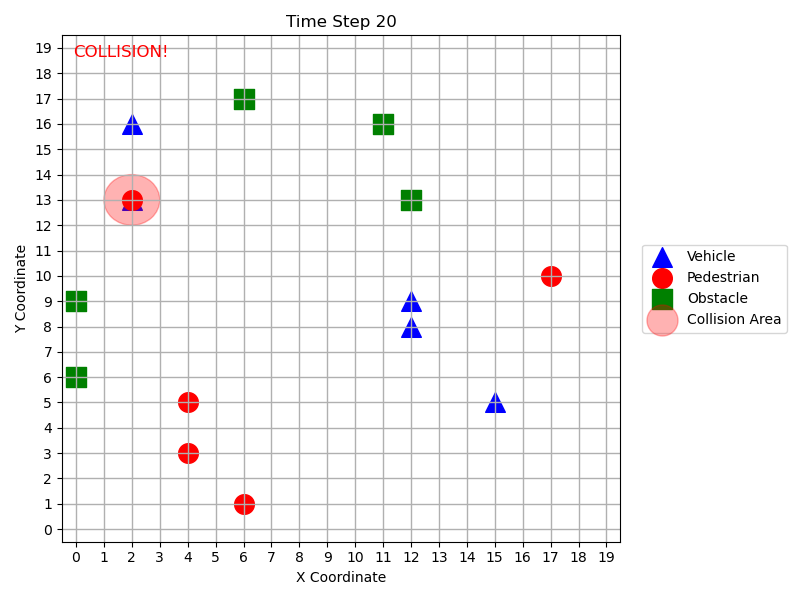 Time Step 20
COLLISION!
Y Coordinate
19
18
17
16
15
14
13
12
11
10
9
8
7
6
5
4
3
2
1
0
0 1 2 3 4 5 6 7 8 9 10 11 12 13 14 15 16 17 18 19
X Coordinate
Vehicle
Pedestrian
Obstacle
Collision Area